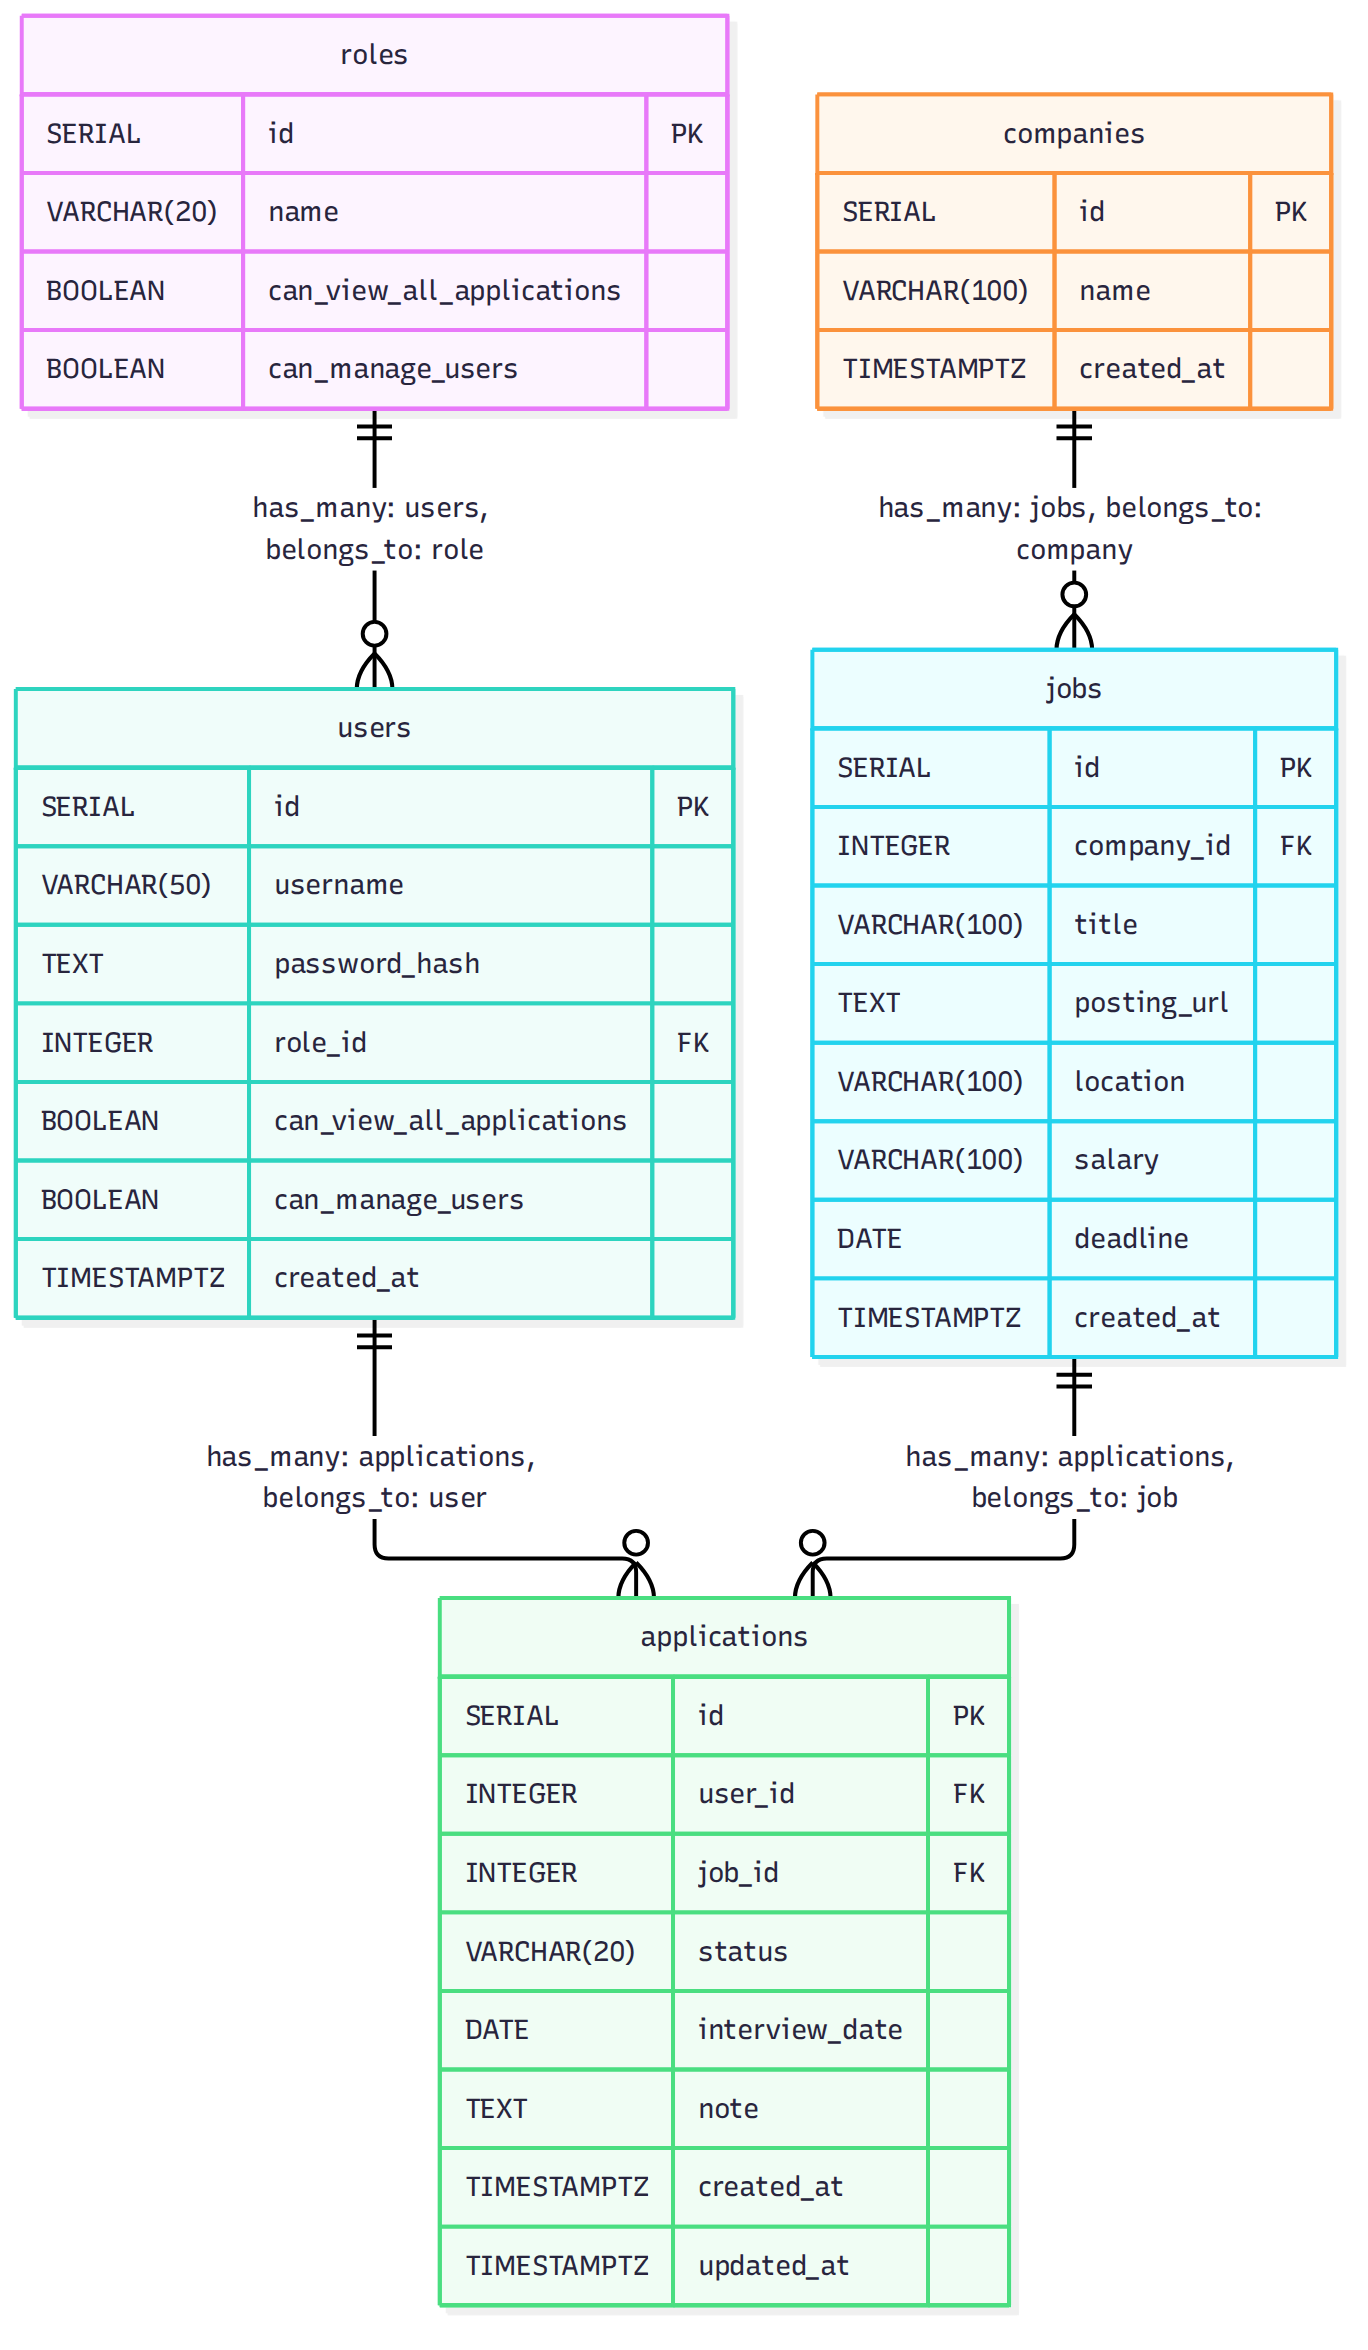 roles
SERIAL id PK
VARCHAR(20) name
BOOLEAN can_view_all_applications
BOOLEAN can_manage_users
companies
SERIAL id PK
VARCHAR(100) name
TIMESTAMPTZ created_at
has_many: users,
belongs_to: role
has_many: jobs, belongs_to:
company
users
SERIAL id PK
VARCHAR(50) username
TEXT password_hash
INTEGER role_id FK
BOOLEAN can_view_all_applications
BOOLEAN can_manage_users
TIMESTAMPTZ created_at
jobs
SERIAL id PK
INTEGER company_id FK
VARCHAR(100) title
TEXT posting_url
VARCHAR(100) location
VARCHAR(100) salary
DATE deadline
TIMESTAMPTZ created_at
has_many: applications,
belongs_to: user
has_many: applications,
belongs_to: job
applications
SERIAL id PK
INTEGER user_id FK
INTEGER job_id FK
VARCHAR(20) status
DATE interview_date
TEXT note
TIMESTAMPTZ created_at
TIMESTAMPTZ updated_at